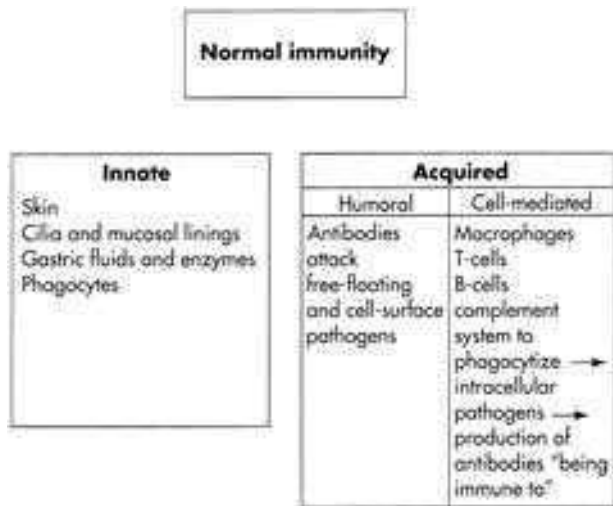 Normal immunity
Innate
Skin
Cilia and mucosal linings
Gastric fluids and enzymes
Phagocytes
Acquired
Humoral
Antibodies
attack
free-floating
and cell-surface
pathogens
Cell-mediated
Macrophages
T-cells
B-cells
complement
system to
phagocytize →
intracellular
pathogens →
production of
antibodies "being
immune to"